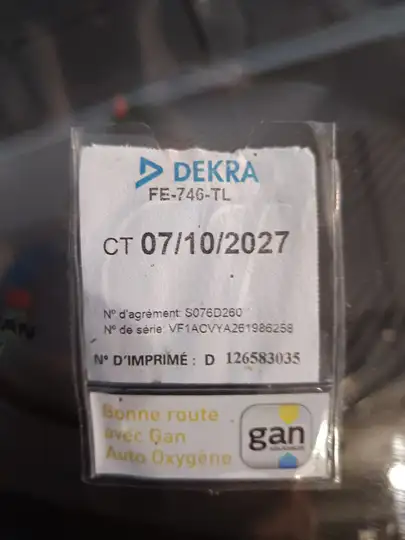 DEKRA
FE-746-TL
CT 07/10/2027
N° d'agrément: S076D260
N° de série: VF1ACVYA261986258
N° D'IMPRIMÉ : D 126583035
Bonne route
avec Gan
Auto Oxygène
gan